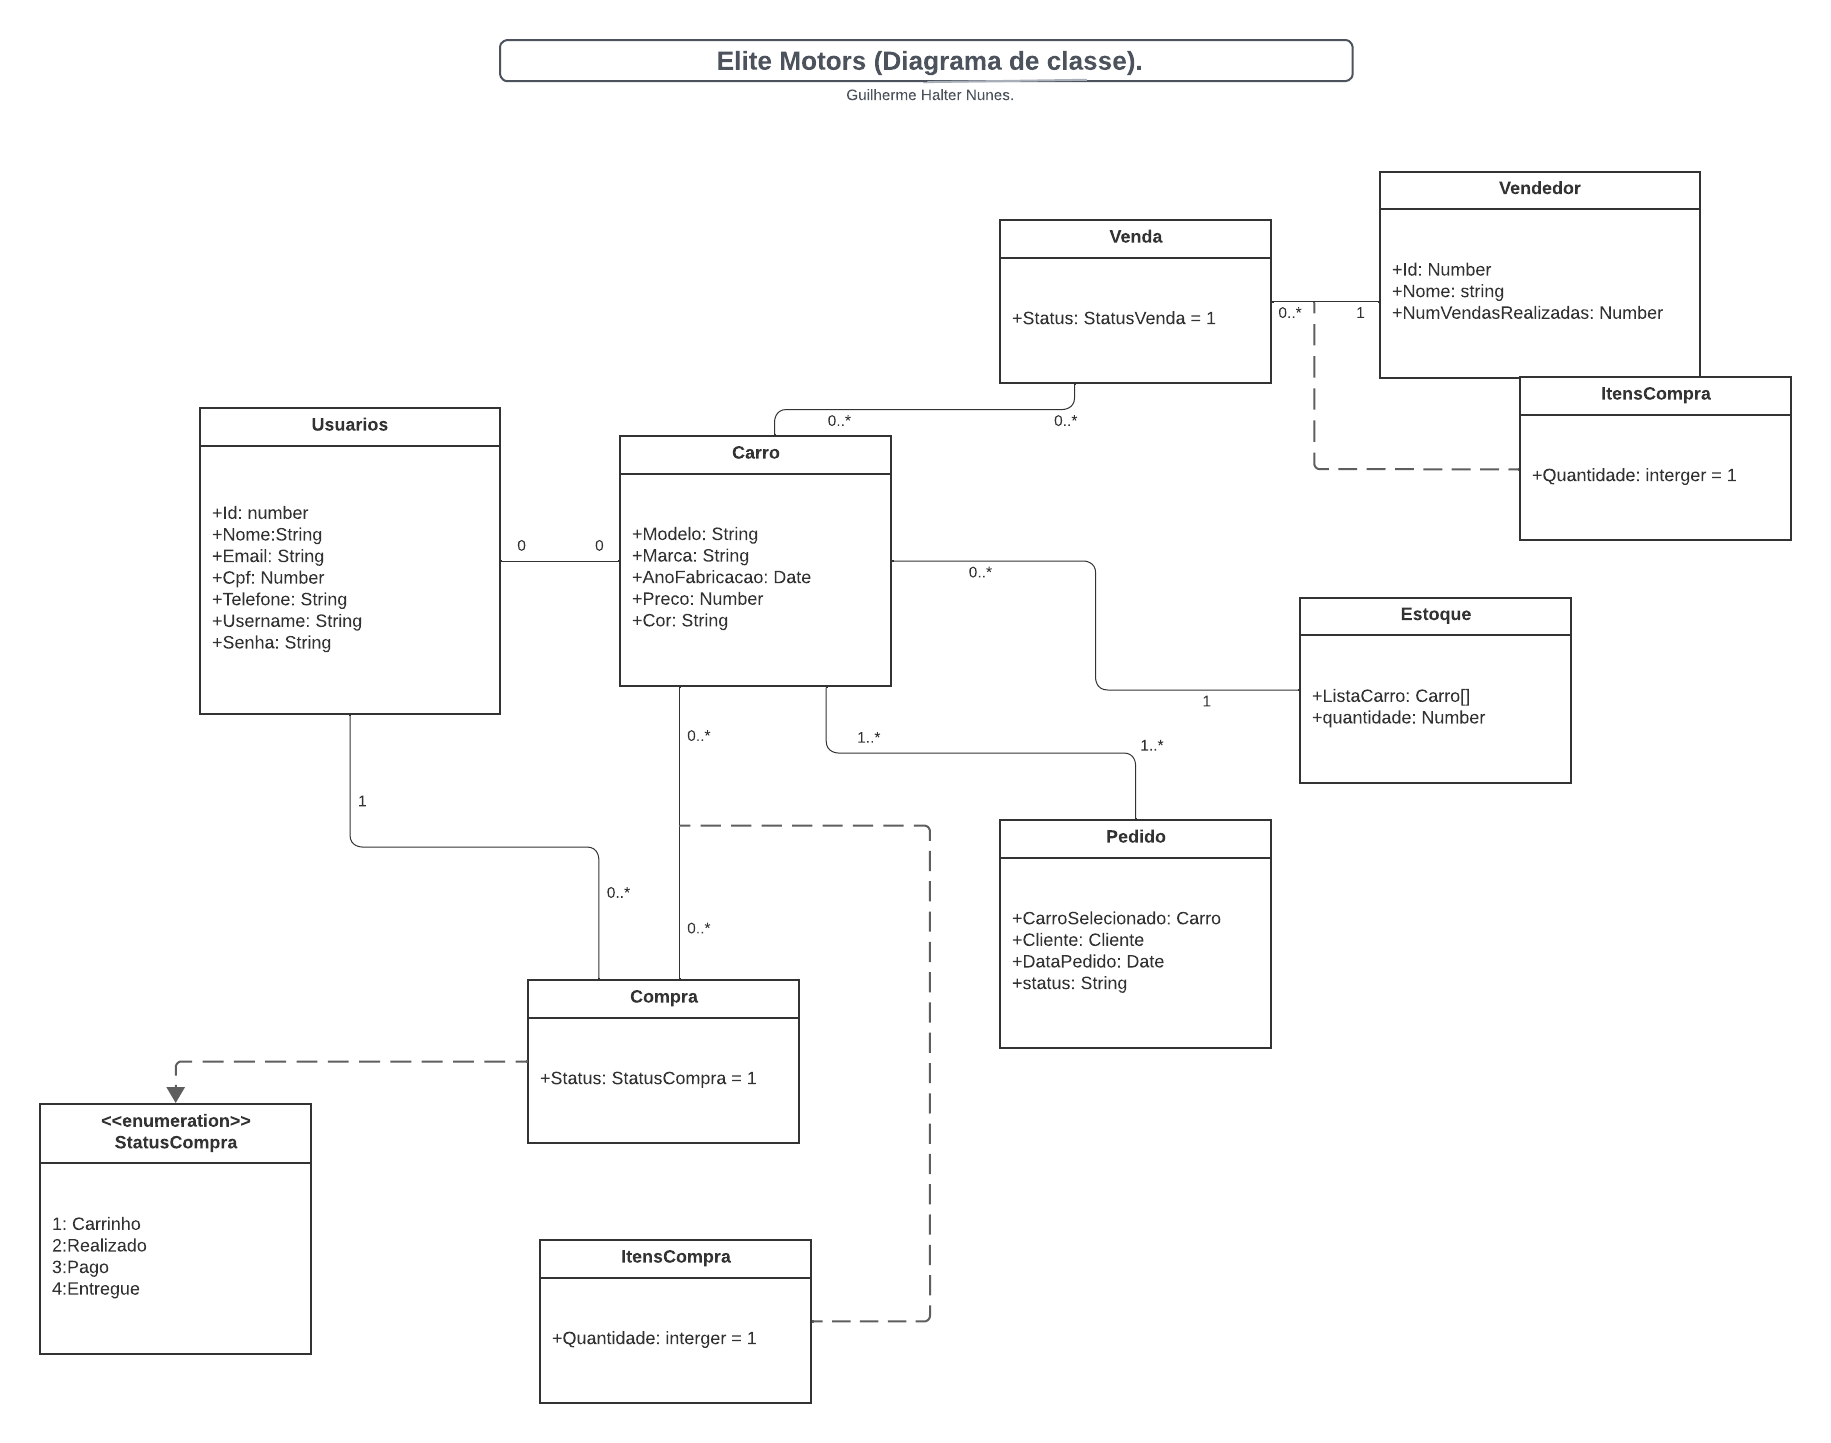 Elite Motors (Diagrama de classe).
Guilherme Halter Nunes.
Vendedor
+Id: Number
+Nome: string
+NumVendasRealizadas: Number
Venda
+Status: StatusVenda = 1
0..*
1
ItensCompra
+Quantidade: interger = 1
0..*
0..*
Usuarios
+Id: number
+Nome:String
+Email: String
+Cpf: Number
+Telefone: String
+Username: String
+Senha: String
0
0
Carro
+Modelo: String
+Marca: String
+AnoFabricacao: Date
+Preco: Number
+Cor: String
0..*
1
Estoque
+ListaCarro: Carro[]
+quantidade: Number
0..*
1..*
1..*
1
0..*
0..*
Pedido
+CarroSelecionado: Carro
+Cliente: Cliente
+DataPedido: Date
+status: String
Compra
+Status: StatusCompra = 1
<<enumeration>>
StatusCompra
1: Carrinho
2:Realizado
3:Pago
4:Entregue
ItensCompra
+Quantidade: interger = 1